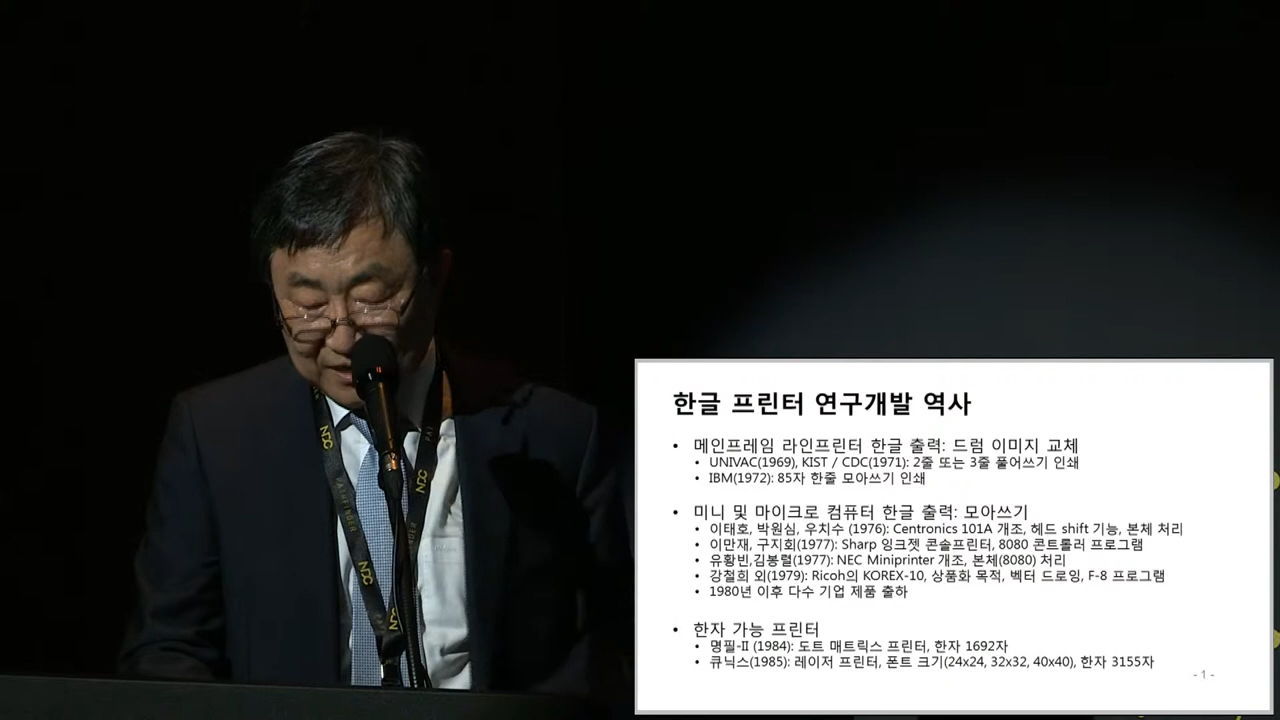 한글 프린터 연구개발 역사
• 메인프레임 라인프린터 한글 출력: 드럼 이미지 교체
• UNIVAC(1969), KIST / CDC(1971): 2줄 또는 3줄 풀어쓰기 인쇄
• IBM(1972): 85자 한줄 모아쓰기 인쇄
• 미니 및 마이크로 컴퓨터 한글 출력: 모아쓰기
• 이태호, 박원심, 우치수 (1976): Centronics 101A 개조, 헤드 shift 기능, 본체 처리
• 이만재, 구지회(1977): Sharp 잉크젯 콘솔프린터, 8080 콘트롤러 프로그램
• 유황빈,김봉렬(1977): NEC Miniprinter 개조, 본체(8080) 처리
• 강철희 외(1979): Ricoh의 KOREX-10, 상품화 목적, 벡터 드로잉, F-8 프로그램
• 1980년 이후 다수 기업 제품 출하
• 한자 가능 프린터
• 명필-II (1984): 도트 매트릭스 프린터, 한자 1692자
• 큐닉스(1985): 레이저 프린터, 폰트 크기(24x24, 32x32, 40x40), 한자 3155자
- 1 -
NDC
PATHFINDER
NDC
NDC
NDC